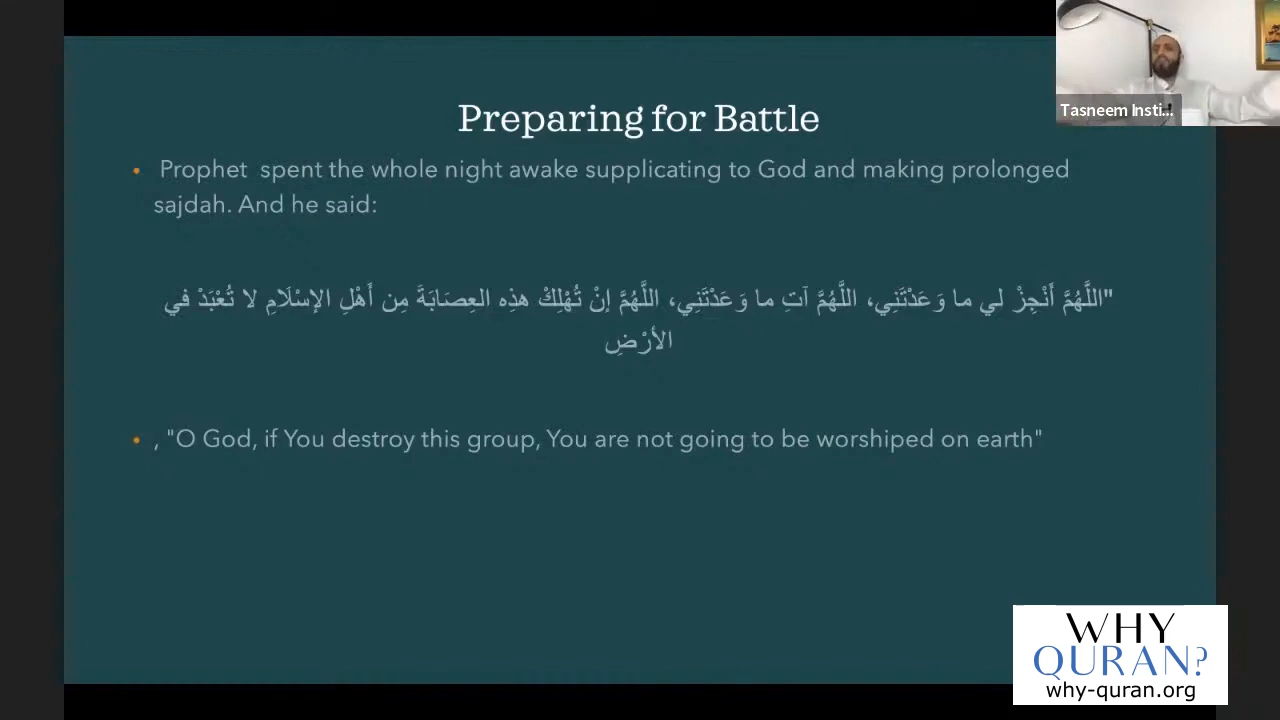 Tasneem Insti...
Preparing for Battle
• Prophet spent the whole night awake supplicating to God and making prolonged
sajdah. And he said:
"اللَّهُمَّ أَنْجِزْ لي ما وَعَدْتَنِي، اللَّهُمَّ آتِ ما وَعَدْتَنِي، اللَّهُمَّ إنْ تُهْلِكْ هذِه العِصَابَةَ مِن أَهْلِ الإسْلَامِ لا تُعْبَدْ في
الأرْضِ
• , "O God, if You destroy this group, You are not going to be worshiped on earth"
WHY
QURAN?
why-quran.org